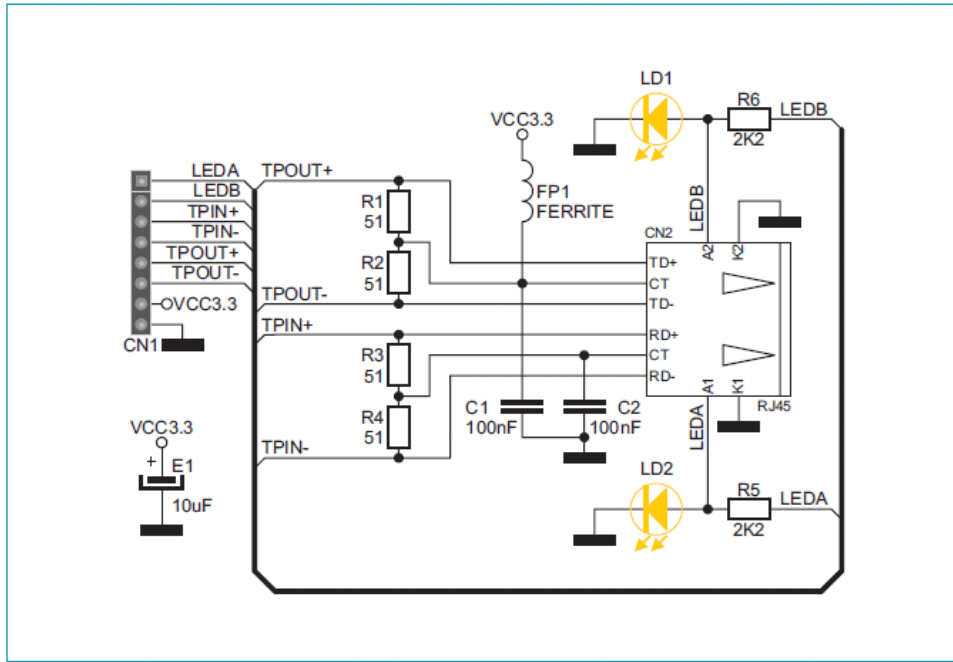 LD1
R6
LEDB
2K2
VCC3.3
LEDA
TPOUT+
LEDB
TPIN+
TPIN-
TPOUT+
TPOUT-
VCC3.3
CN1
R1
51
R2
51
FP1
FERRITE
LEDB
A2
K2
CN2
TD+
CT
TD-
RD+
CT
RD-
A1
K1
RJ45
TPOUT-
TPIN+
R3
51
R4
51
TPIN-
C1
100nF
C2
100nF
LEDA
VCC3.3
+
E1
10uF
LD2
R5
LEDA
2K2